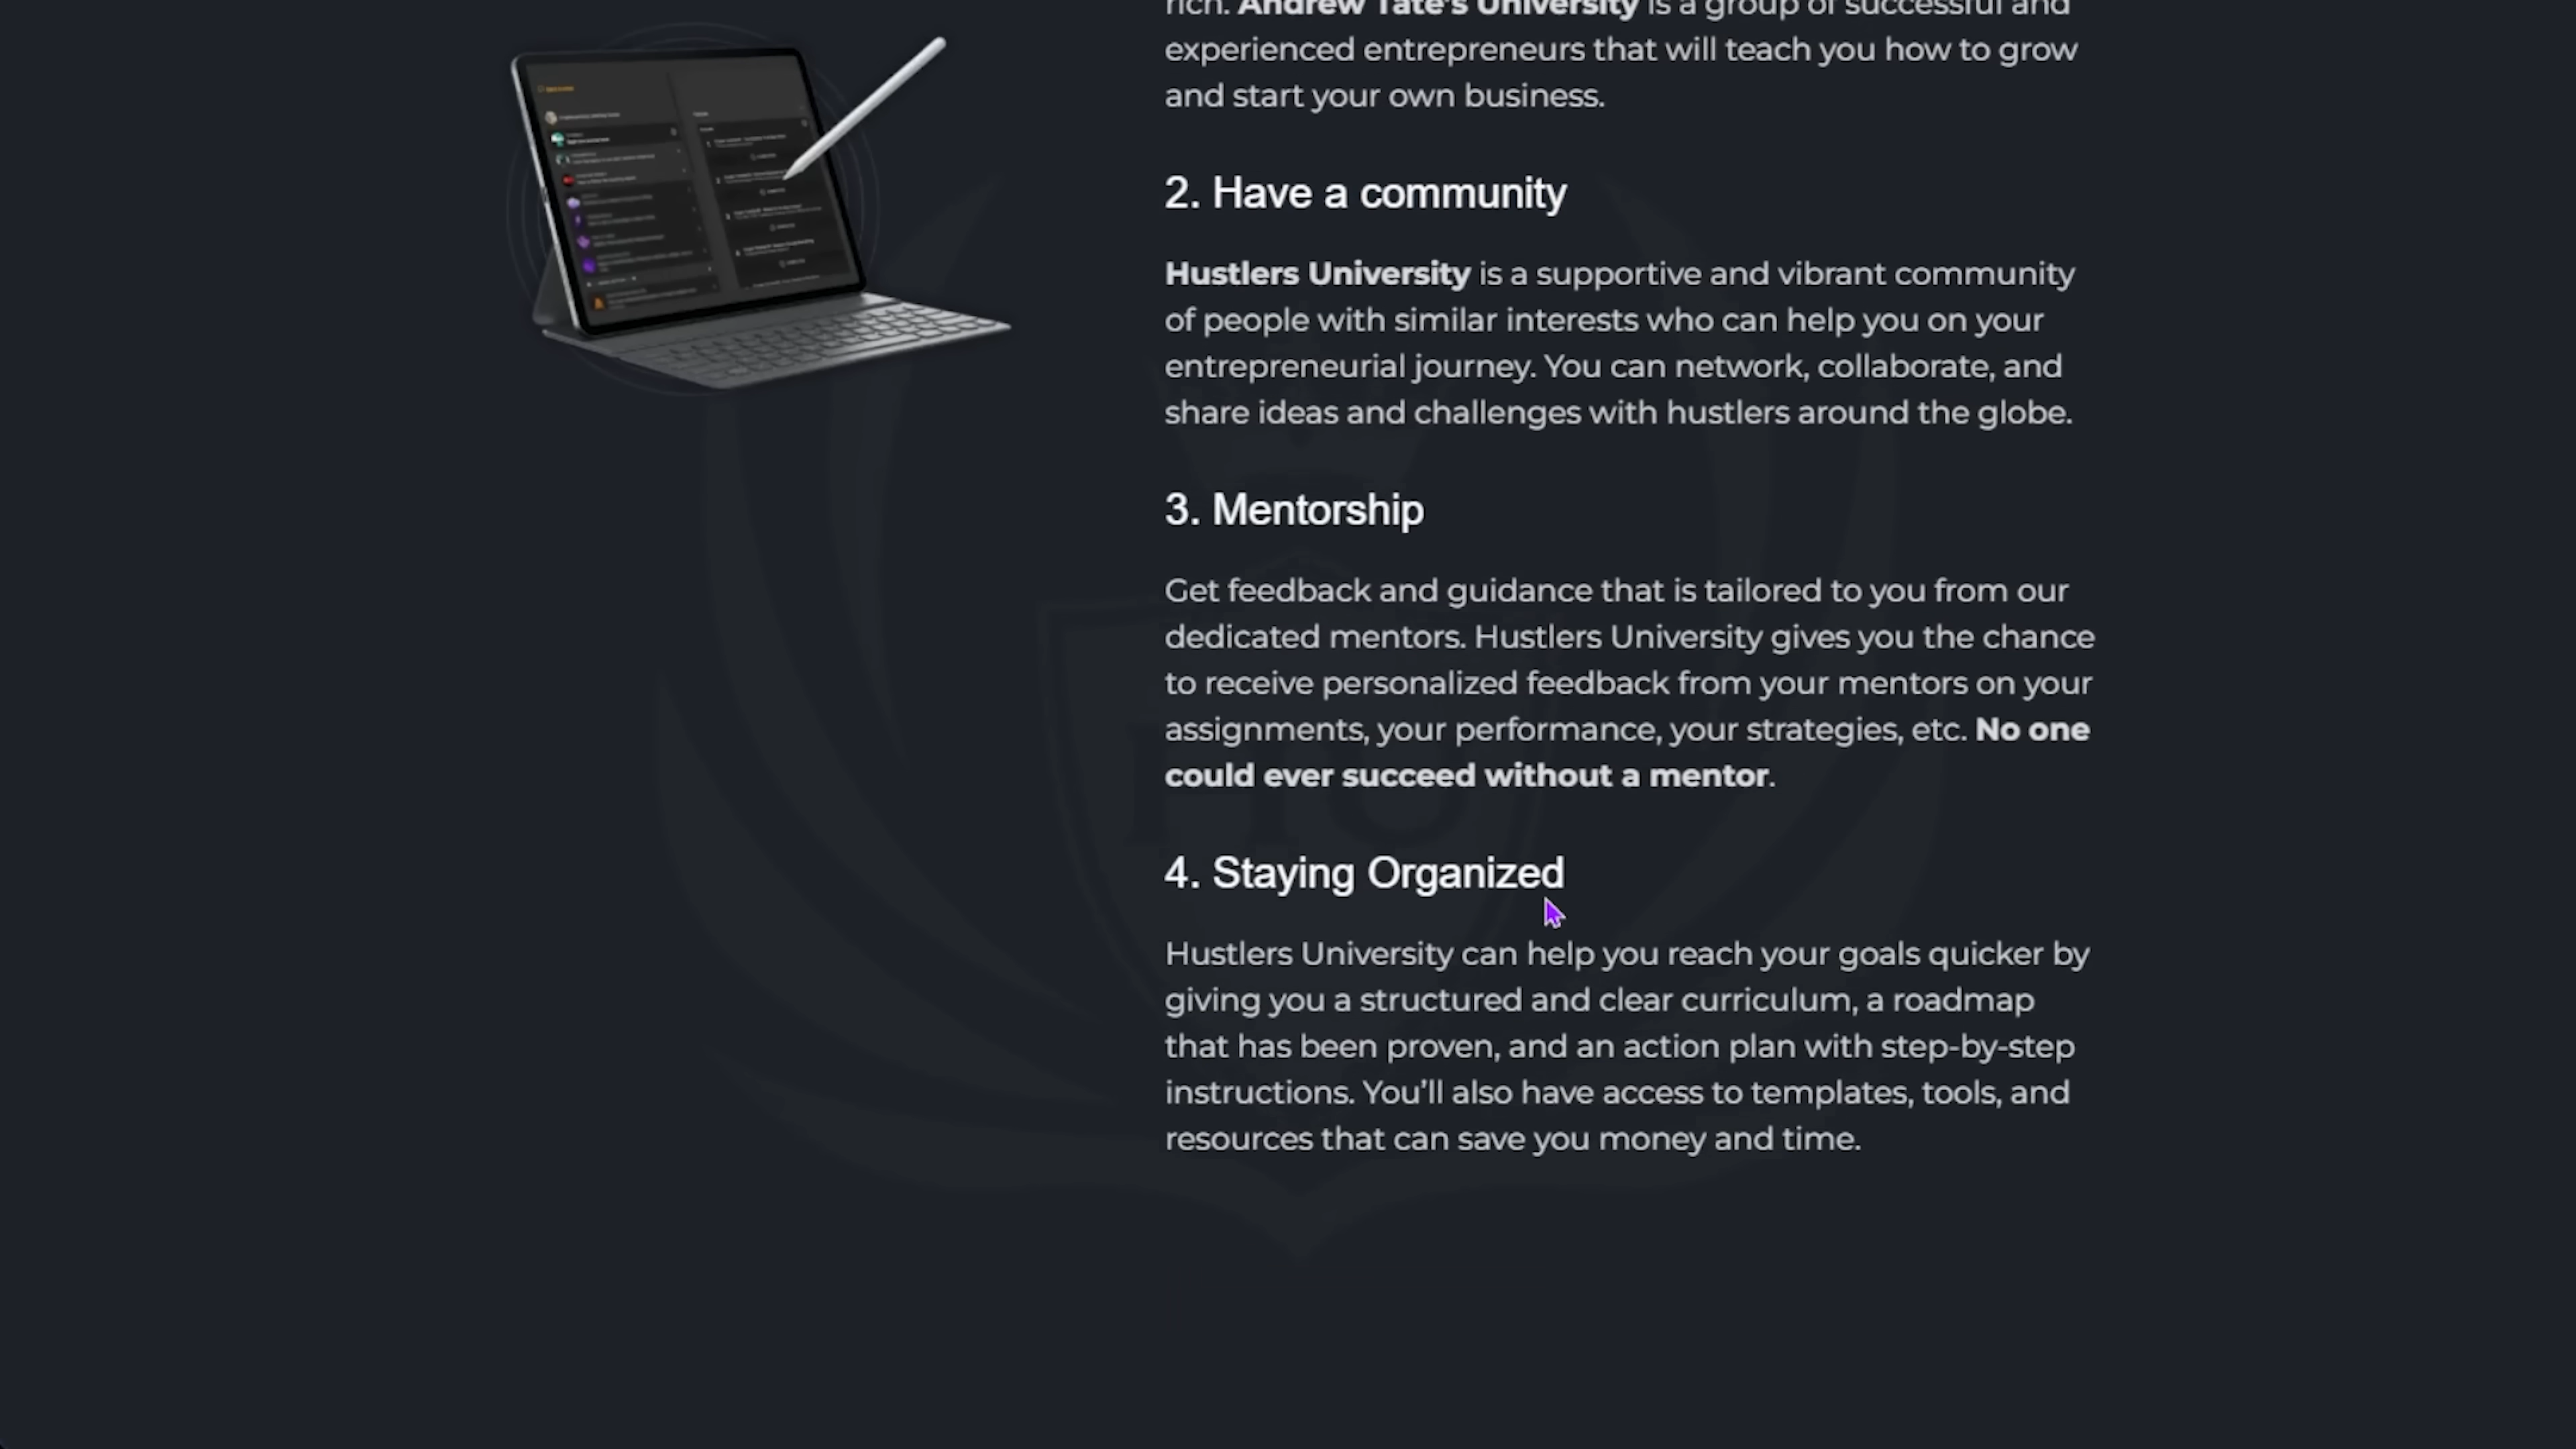 rich. Andrew Tate's University is a group of successful and
experienced entrepreneurs that will teach you how to grow
and start your own business.
2. Have a community
Hustlers University is a supportive and vibrant community
of people with similar interests who can help you on your
entrepreneurial journey. You can network, collaborate, and
share ideas and challenges with hustlers around the globe.
3. Mentorship
Get feedback and guidance that is tailored to you from our
dedicated mentors. Hustlers University gives you the chance
to receive personalized feedback from your mentors on your
assignments, your performance, your strategies, etc. No one
could ever succeed without a mentor.
4. Staying Organized
Hustlers University can help you reach your goals quicker by
giving you a structured and clear curriculum, a roadmap
that has been proven, and an action plan with step-by-step
instructions. You’ll also have access to templates, tools, and
resources that can save you money and time.